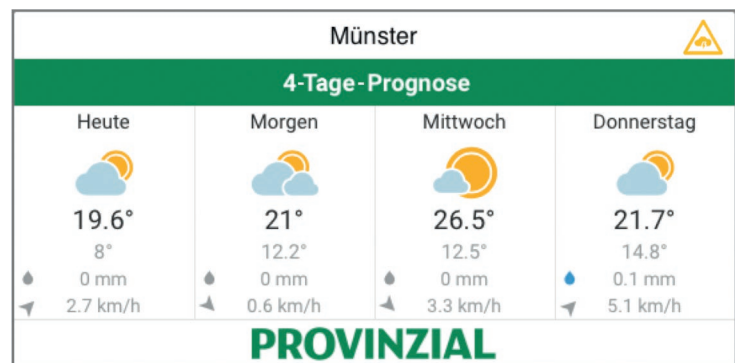 Münster
4-Tage-Prognose
Heute Morgen Mittwoch Donnerstag
19.6° 21° 26.5° 21.7°
8° 12.2° 12.5° 14.8°
0 mm 0 mm 0 mm 0.1 mm
2.7 km/h 0.6 km/h 3.3 km/h 5.1 km/h
PROVINZIAL